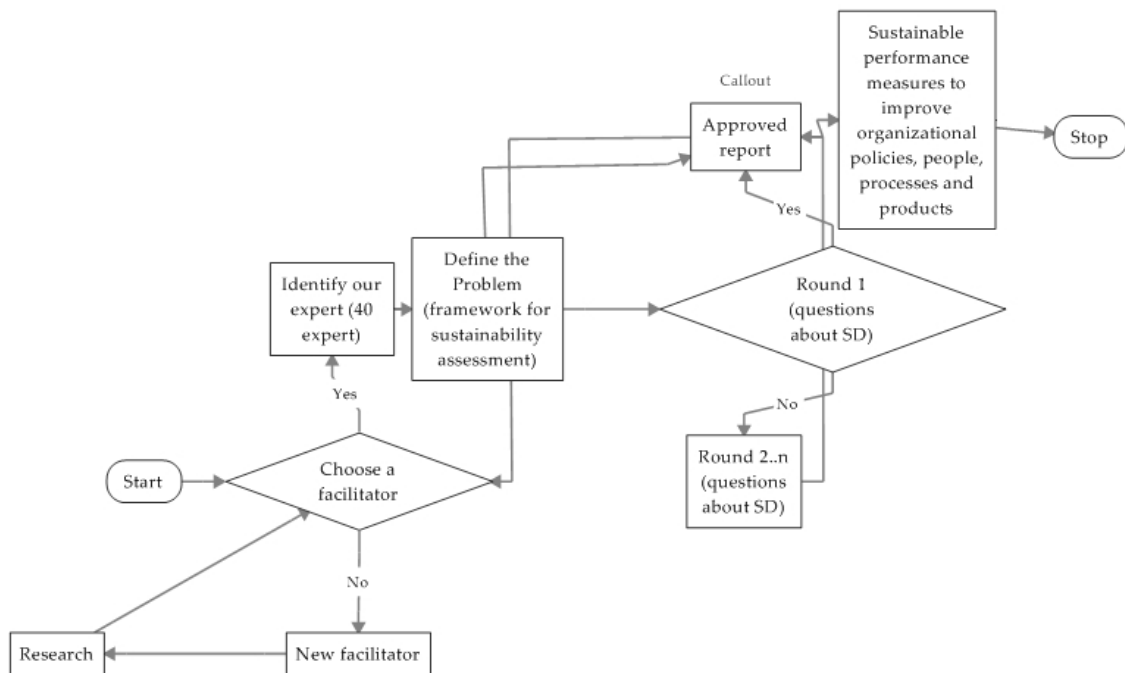 Sustainable
performance
measures to
improve
organizational
policies, people,
processes and
products
Callout
Approved
report
Stop
Yes
Define the
Problem
(framework for
sustainability
assessment)
Identify our
expert (40
expert)
Round 1
(questions
about SD)
Yes
No
Round 2..n
(questions
about SD)
Start
Choose a
facilitator
No
Research
New facilitator